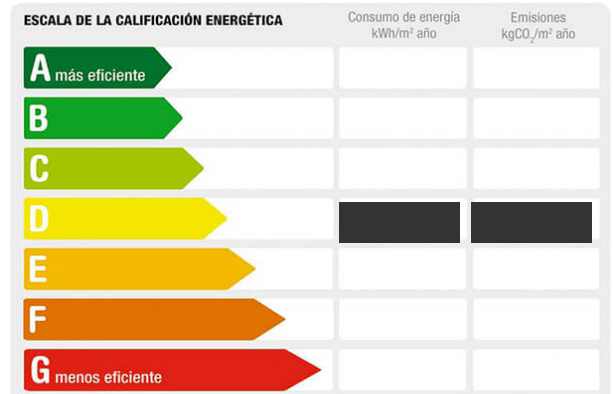 ESCALA DE LA CALIFICACIÓN ENERGÉTICA
Consumo de energía
kWh/m² año
Emisiones
kgCO₂/m² año
A más eficiente
B
C
D
E
F
G menos eficiente